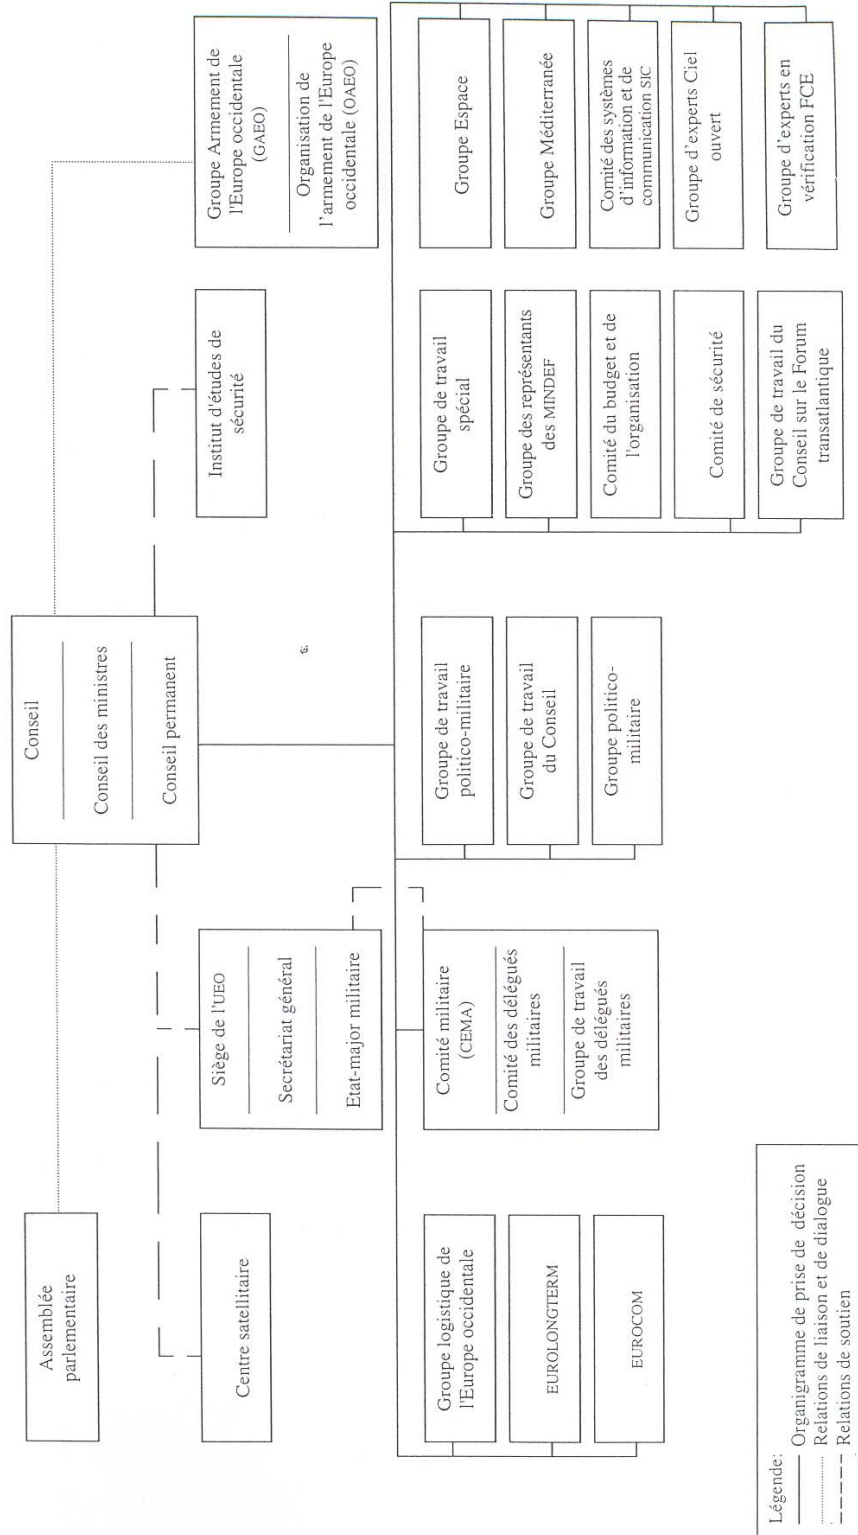 Conseil
Conseil des ministres
Conseil permanent
Assemblée
parlementaire
Groupe Armement de
l'Europe occidentale
(GAEO)
Organisation de
l'armement de l'Europe
occidentale (OAEO)
Centre satellitaire
Siège de l'UEO
Secrétariat général
Etat-major militaire
Institut d'études de
sécurité
Groupe logistique de
l'Europe occidentale
EUROLONGTERM
EUROCOM
Comité militaire
(CEMA)
Comité des délégués
militaires
Groupe de travail
des délégués
militaires
Groupe de travail
politico-militaire
Groupe de travail
du Conseil
Groupe politico-
militaire
Groupe de travail
spécial
Groupe des représentants
des MINDEF
Comité du budget et de
l'organisation
Comité de sécurité
Groupe de travail du
Conseil sur le Forum
transatlantique
Groupe Espace
Groupe Méditerranée
Comité des systèmes
d'information et de
communication SIC
Groupe d'experts Ciel
ouvert
Groupe d'experts en
vérification FCE
Légende:
Organigramme de prise de décision
Relations de liaison et de dialogue
Relations de soutien